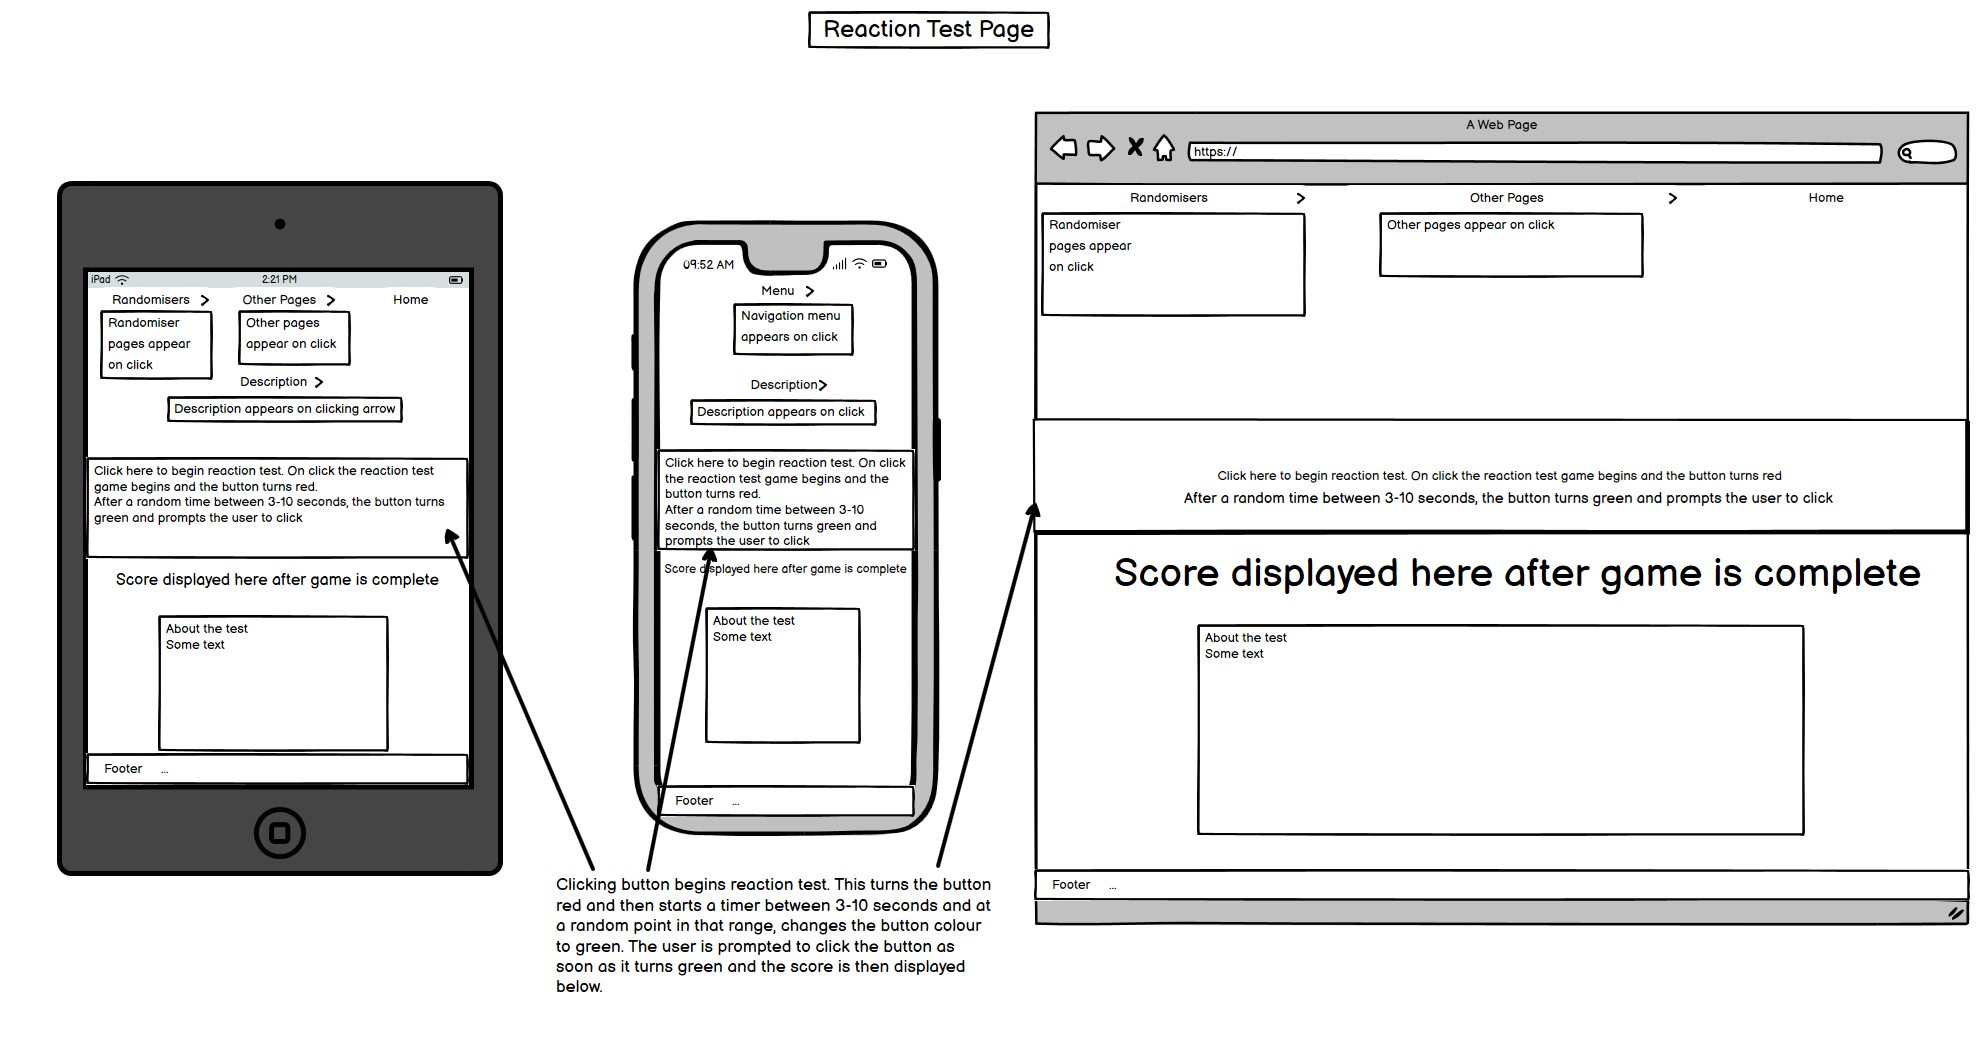 Reaction Test Page
iPad
2:21 PM
Randomisers
Other Pages
Home
Randomiser
pages appear
on click
Other pages
appear on click
Description
Description appears on clicking arrow
Click here to begin reaction test. On click the reaction test
game begins and the button turns red.
After a random time between 3-10 seconds, the button turns
green and prompts the user to click
Score displayed here after game is complete
About the test
Some text
Footer ...
09:52 AM
Menu
Navigation menu
appears on click
Description
Description appears on click
Click here to begin reaction test. On click
the reaction test game begins and the
button turns red.
After a random time between 3-10
seconds, the button turns green and
prompts the user to click
Score displayed here after game is complete
About the test
Some text
Footer ...
A Web Page
https://
Randomisers
Other Pages
Home
Randomiser
pages appear
on click
Other pages appear on click
Click here to begin reaction test. On click the reaction test game begins and the button turns red
After a random time between 3-10 seconds, the button turns green and prompts the user to click
Score displayed here after game is complete
About the test
Some text
Footer ...
Clicking button begins reaction test. This turns the button
red and then starts a timer between 3-10 seconds and at
a random point in that range, changes the button colour
to green. The user is prompted to click the button as
soon as it turns green and the score is then displayed
below.